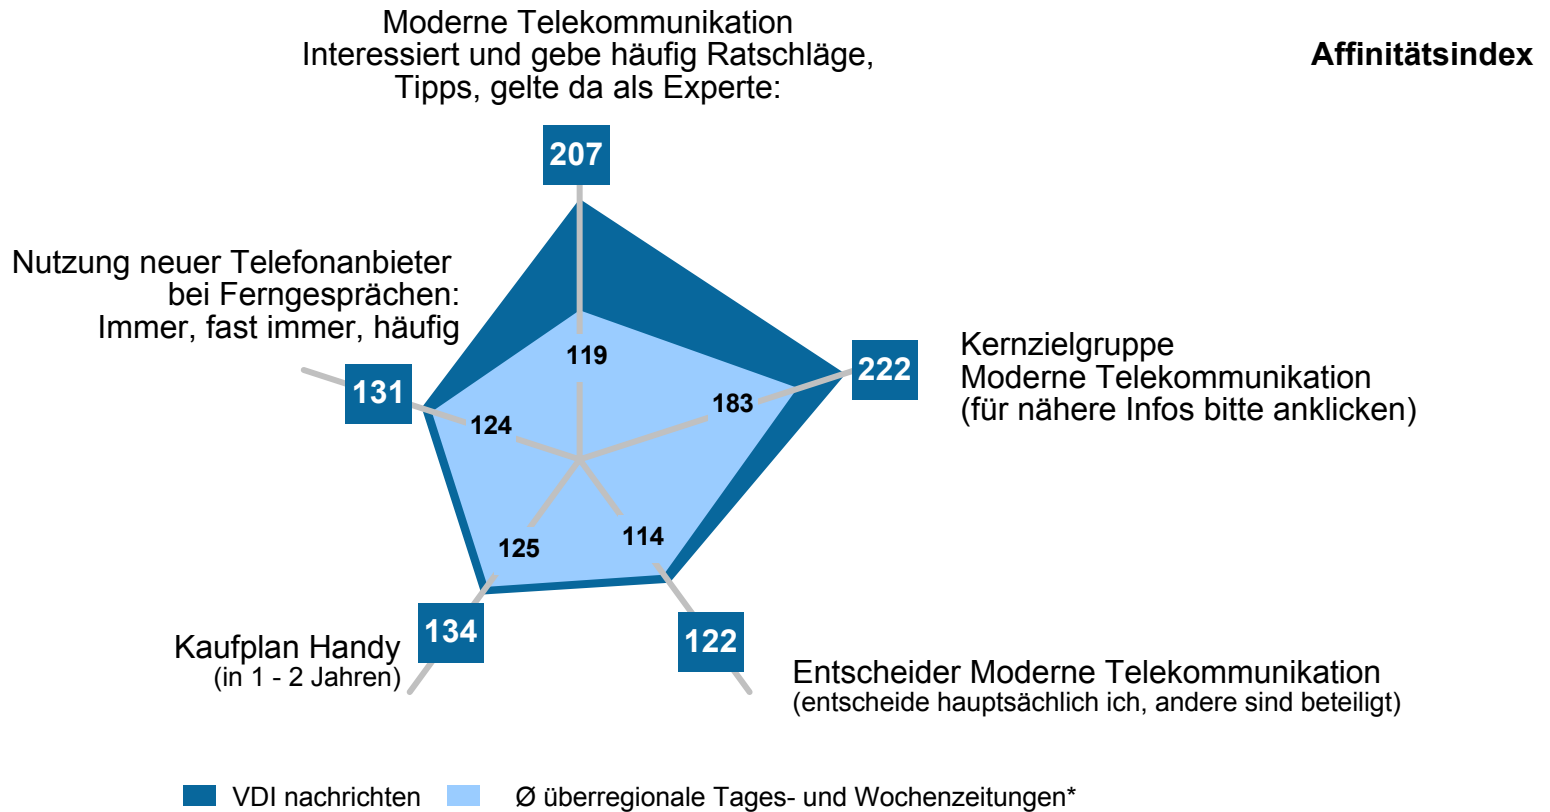 Moderne Telekommunikation
Interessiert und gebe häufig Ratschläge,
Tipps, gelte da als Experte:
Affinitätsindex
207
Nutzung neuer Telefonanbieter
bei Ferngesprächen:
Immer, fast immer, häufig
119
Kernzielgruppe
Moderne Telekommunikation
(für nähere Infos bitte anklicken)
222
131
183
124
114
125
134
122
Kaufplan Handy
(in 1 - 2 Jahren)
Entscheider Moderne Telekommunikation
(entscheide hauptsächlich ich, andere sind beteiligt)
VDI nachrichten
Ø überregionale Tages- und Wochenzeitungen*